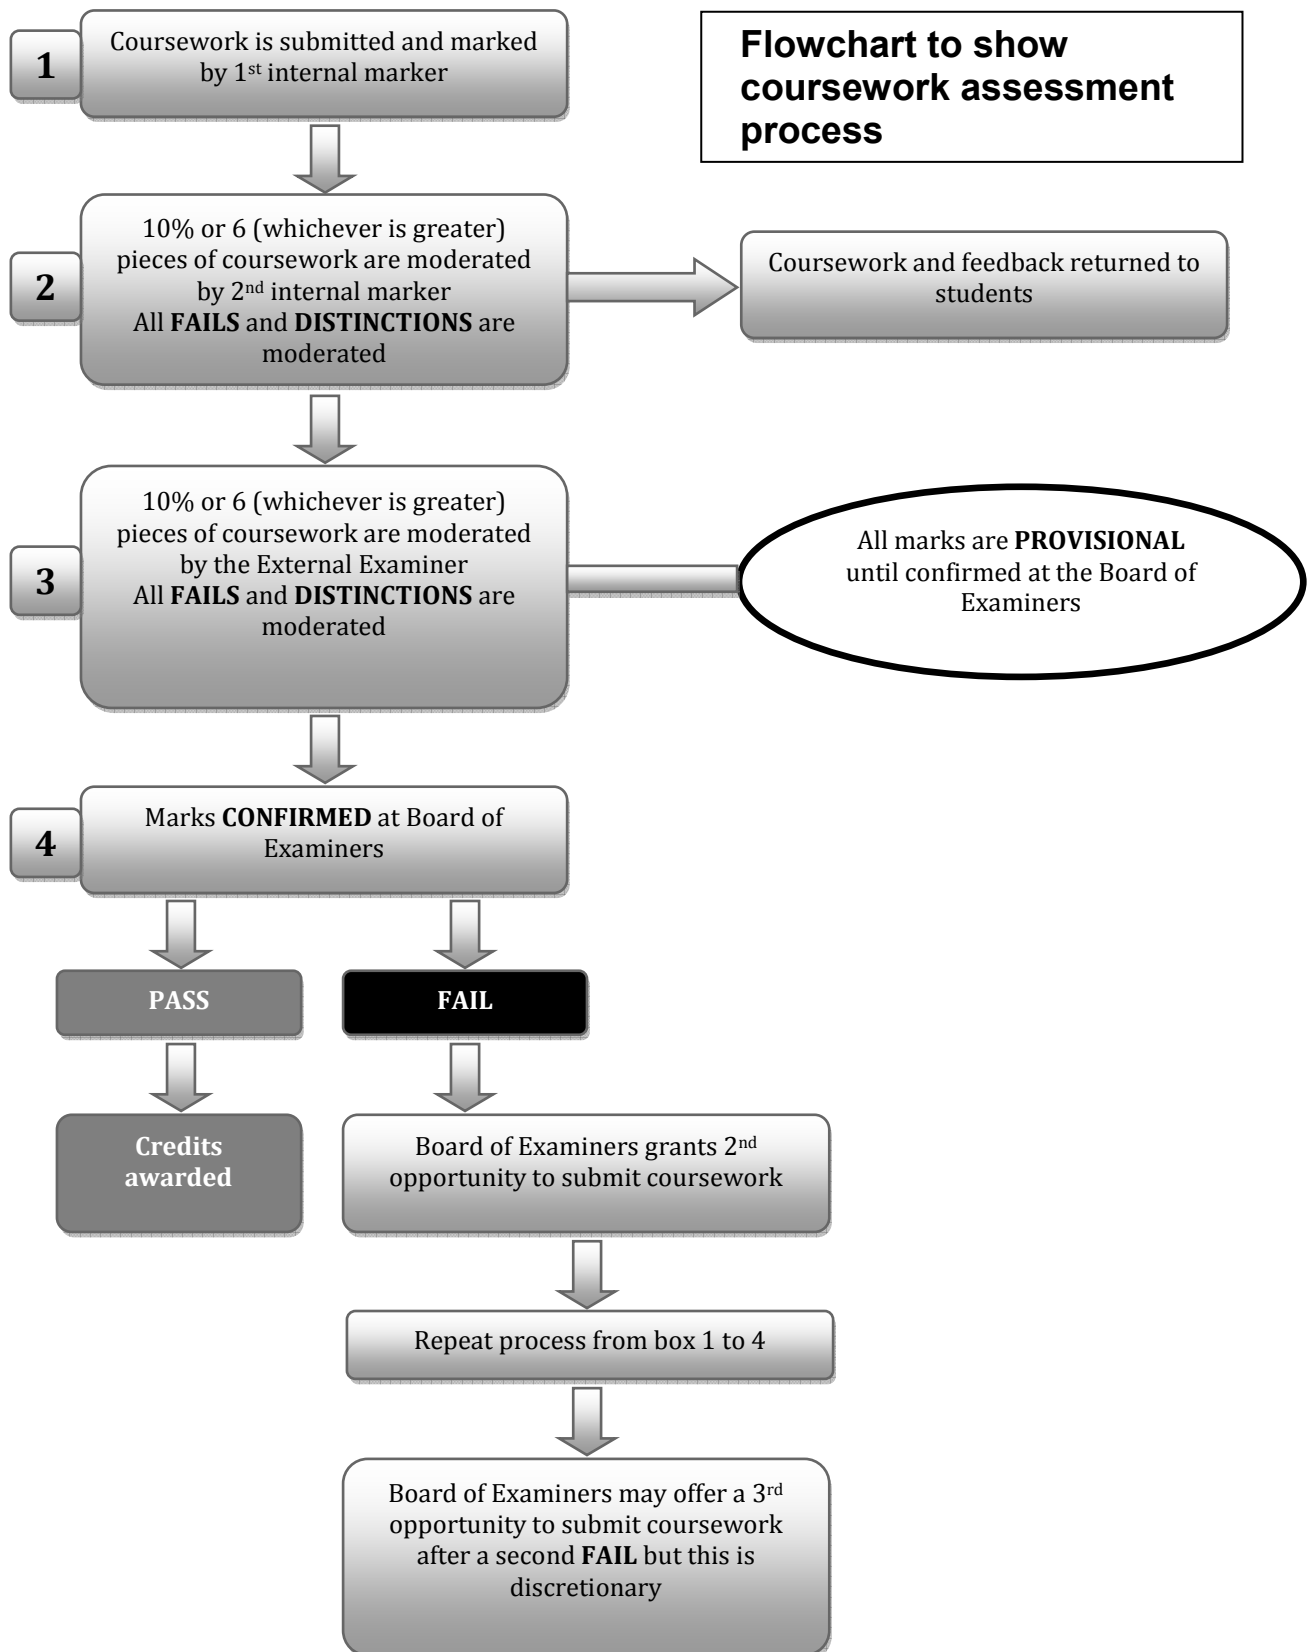 Flowchart to show
coursework assessment
process
1
Coursework is submitted and marked
by 1st internal marker
2
10% or 6 (whichever is greater)
pieces of coursework are moderated
by 2nd internal marker
All FAILS and DISTINCTIONS are
moderated
Coursework and feedback returned to
students
3
10% or 6 (whichever is greater)
pieces of coursework are moderated
by the External Examiner
All FAILS and DISTINCTIONS are
moderated
All marks are PROVISIONAL
until confirmed at the Board of
Examiners
4
Marks CONFIRMED at Board of
Examiners
PASS
FAIL
Credits
awarded
Board of Examiners grants 2nd
opportunity to submit coursework
Repeat process from box 1 to 4
Board of Examiners may offer a 3rd
opportunity to submit coursework
after a second FAIL but this is
discretionary